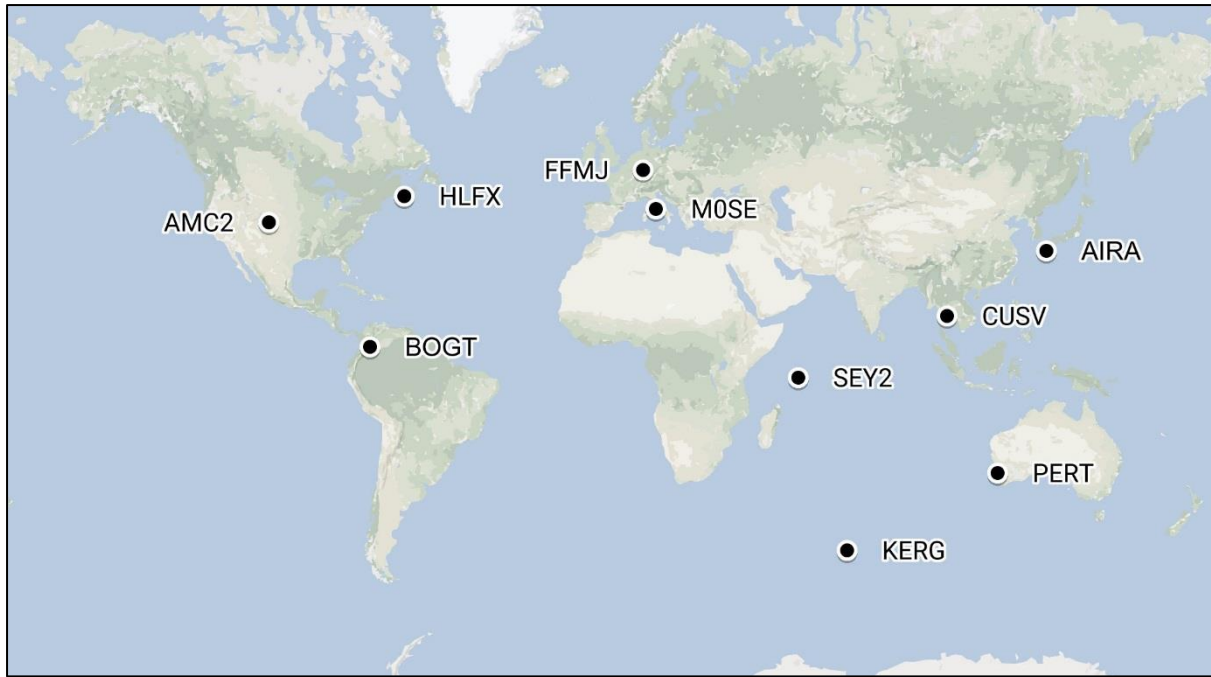 FFMJ
HLFX
M0SE
AMC2
AIRA
CUSV
BOGT
SEY2
PERT
KERG